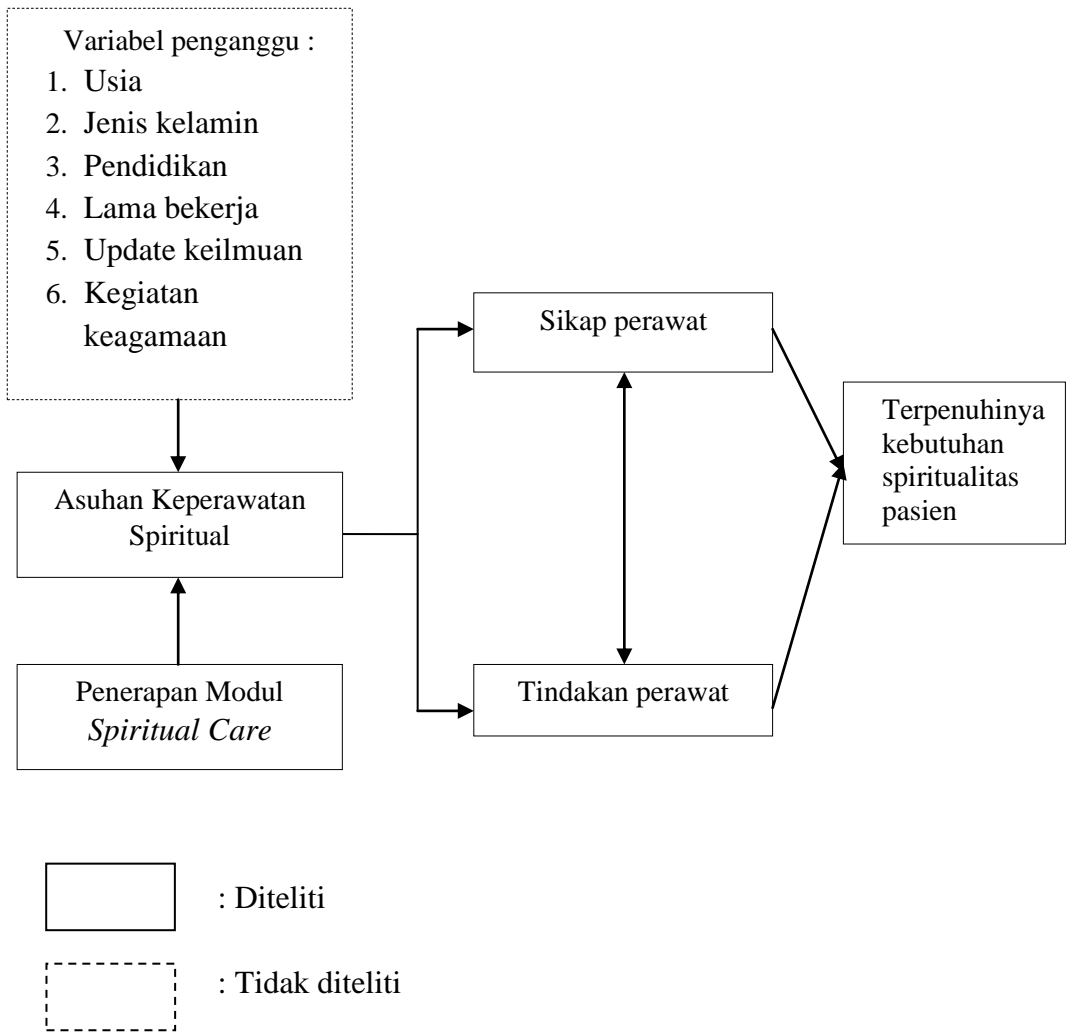 Variabel penganggu :
1. Usia
2. Jenis kelamin
3. Pendidikan
4. Lama bekerja
5. Update keilmuan
6. Kegiatan
keagamaan
Asuhan Keperawatan
Spiritual
Penerapan Modul
Spiritual Care
Sikap perawat
Tindakan perawat
Terpenuhinya
kebutuhan
spiritualitas
pasien
: Diteliti
: Tidak diteliti